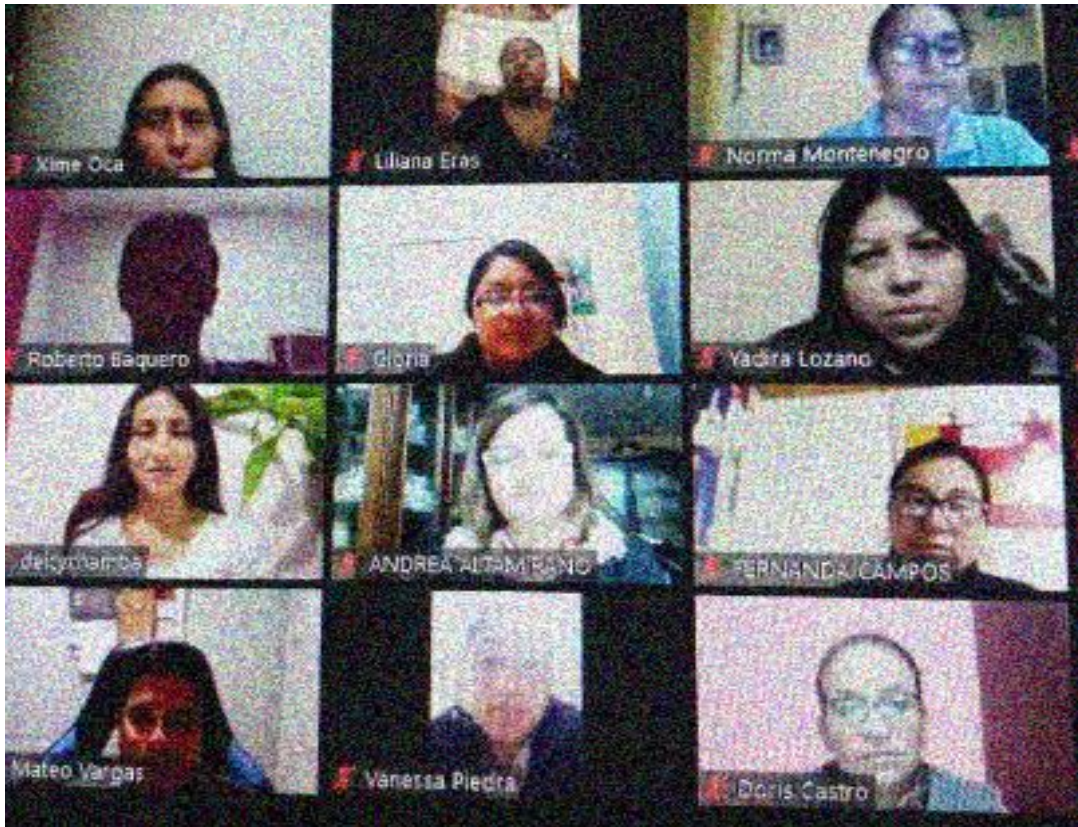 Xime Oca
Liliana Eras
Norma Montenegro
Roberto Baquero
Gloria
Yadira Lozano
delcychamba
ANDREA ALTAMIRANO
FERNANDA CAMPOS
Mateo Vargas
Vanessa Piedra
Doris Castro